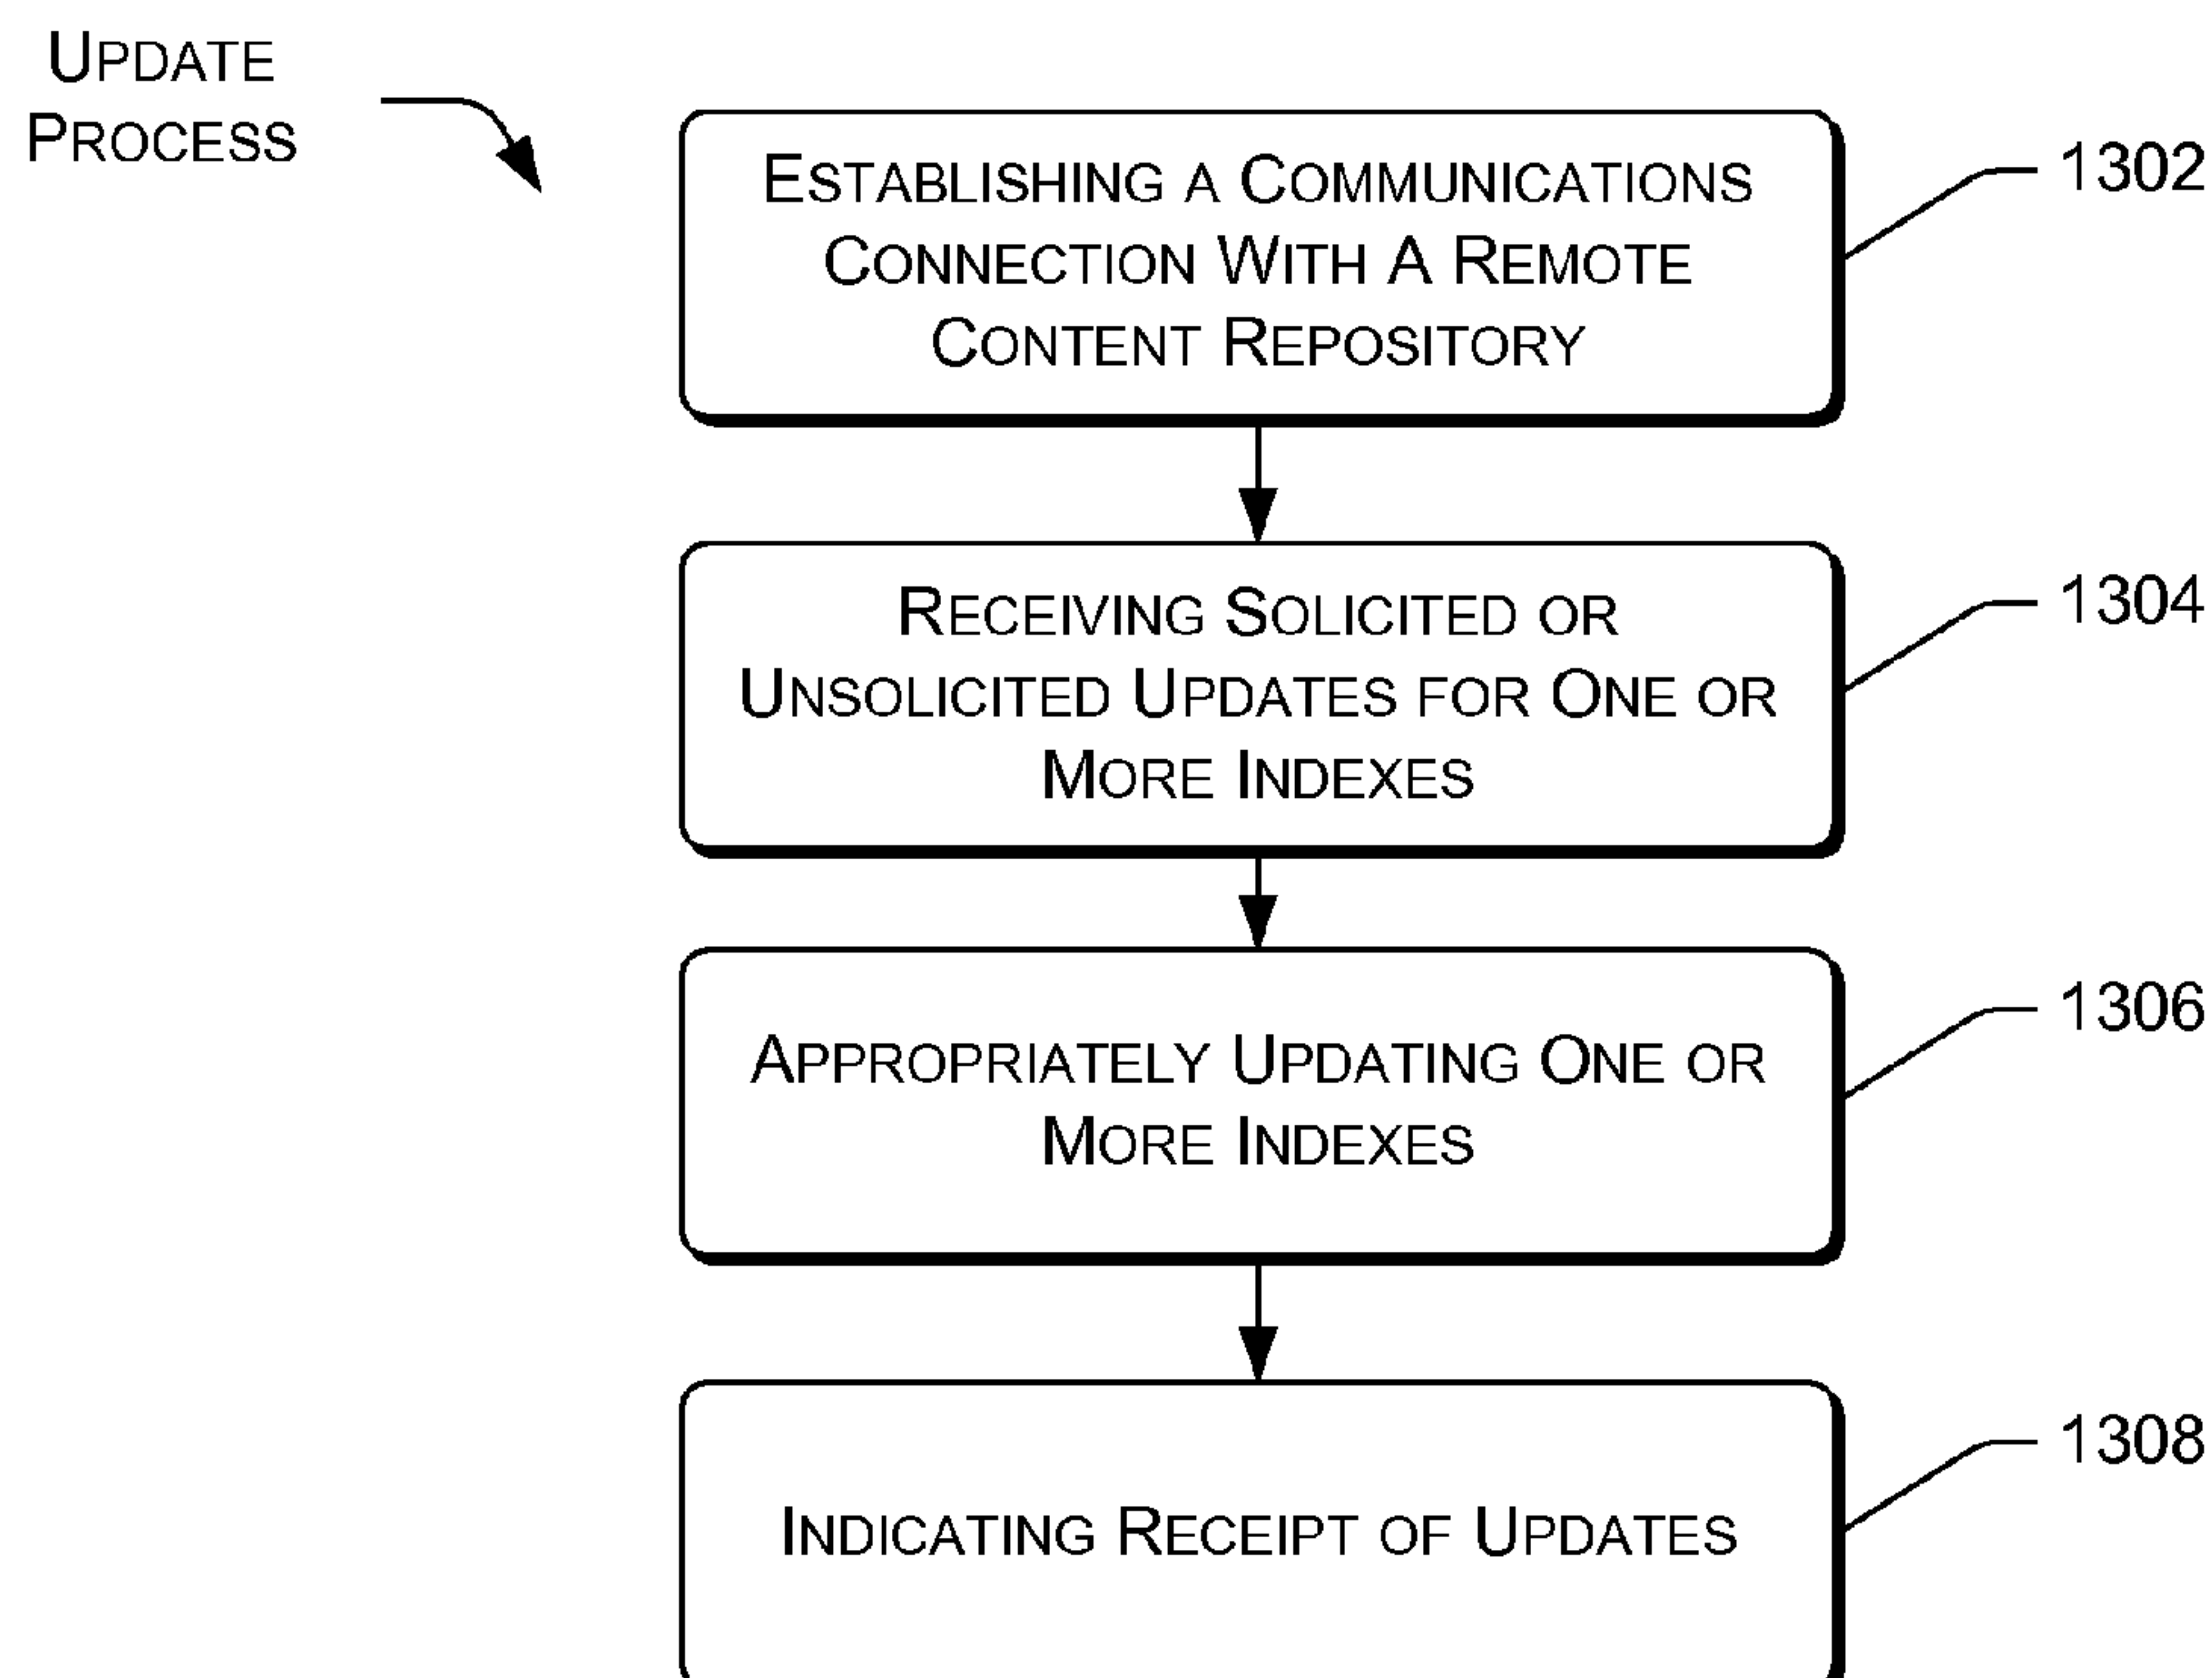 UPDATE
PROCESS
ESTABLISHING A COMMUNICATIONS
CONNECTION WITH A REMOTE
CONTENT REPOSITORY
1302
RECEIVING SOLICITED OR
UNSOLICITED UPDATES FOR ONE OR
MORE INDEXES
1304
APPROPRIATELY UPDATING ONE OR
MORE INDEXES
1306
INDICATING RECEIPT OF UPDATES
1308